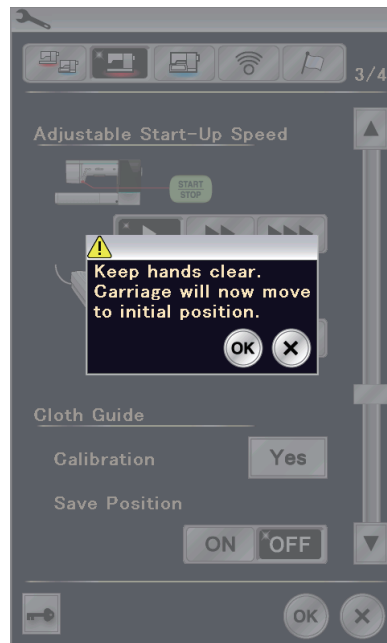 3/4
Adjustable Start-Up Speed
START
STOP
Keep hands clear.
Carriage will now move
to initial position.
OK
Cloth Guide
Calibration Yes
Save Position
ON OFF
OK